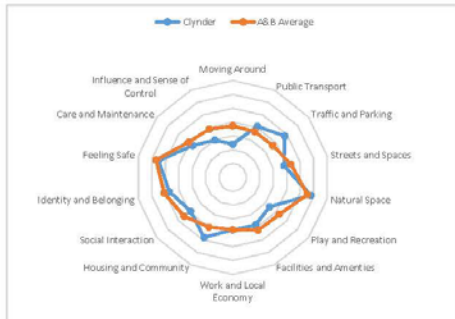 Clynder
A&B Average
Moving Around
Public Transport
Traffic and Parking
Streets and Spaces
Natural Space
Play and Recreation
Facilities and Amenties
Work and Local
Economy
Housing and Community
Social Interaction
Identity and Belonging
Feeling Safe
Care and Maintenance
Influence and Sense of
Control